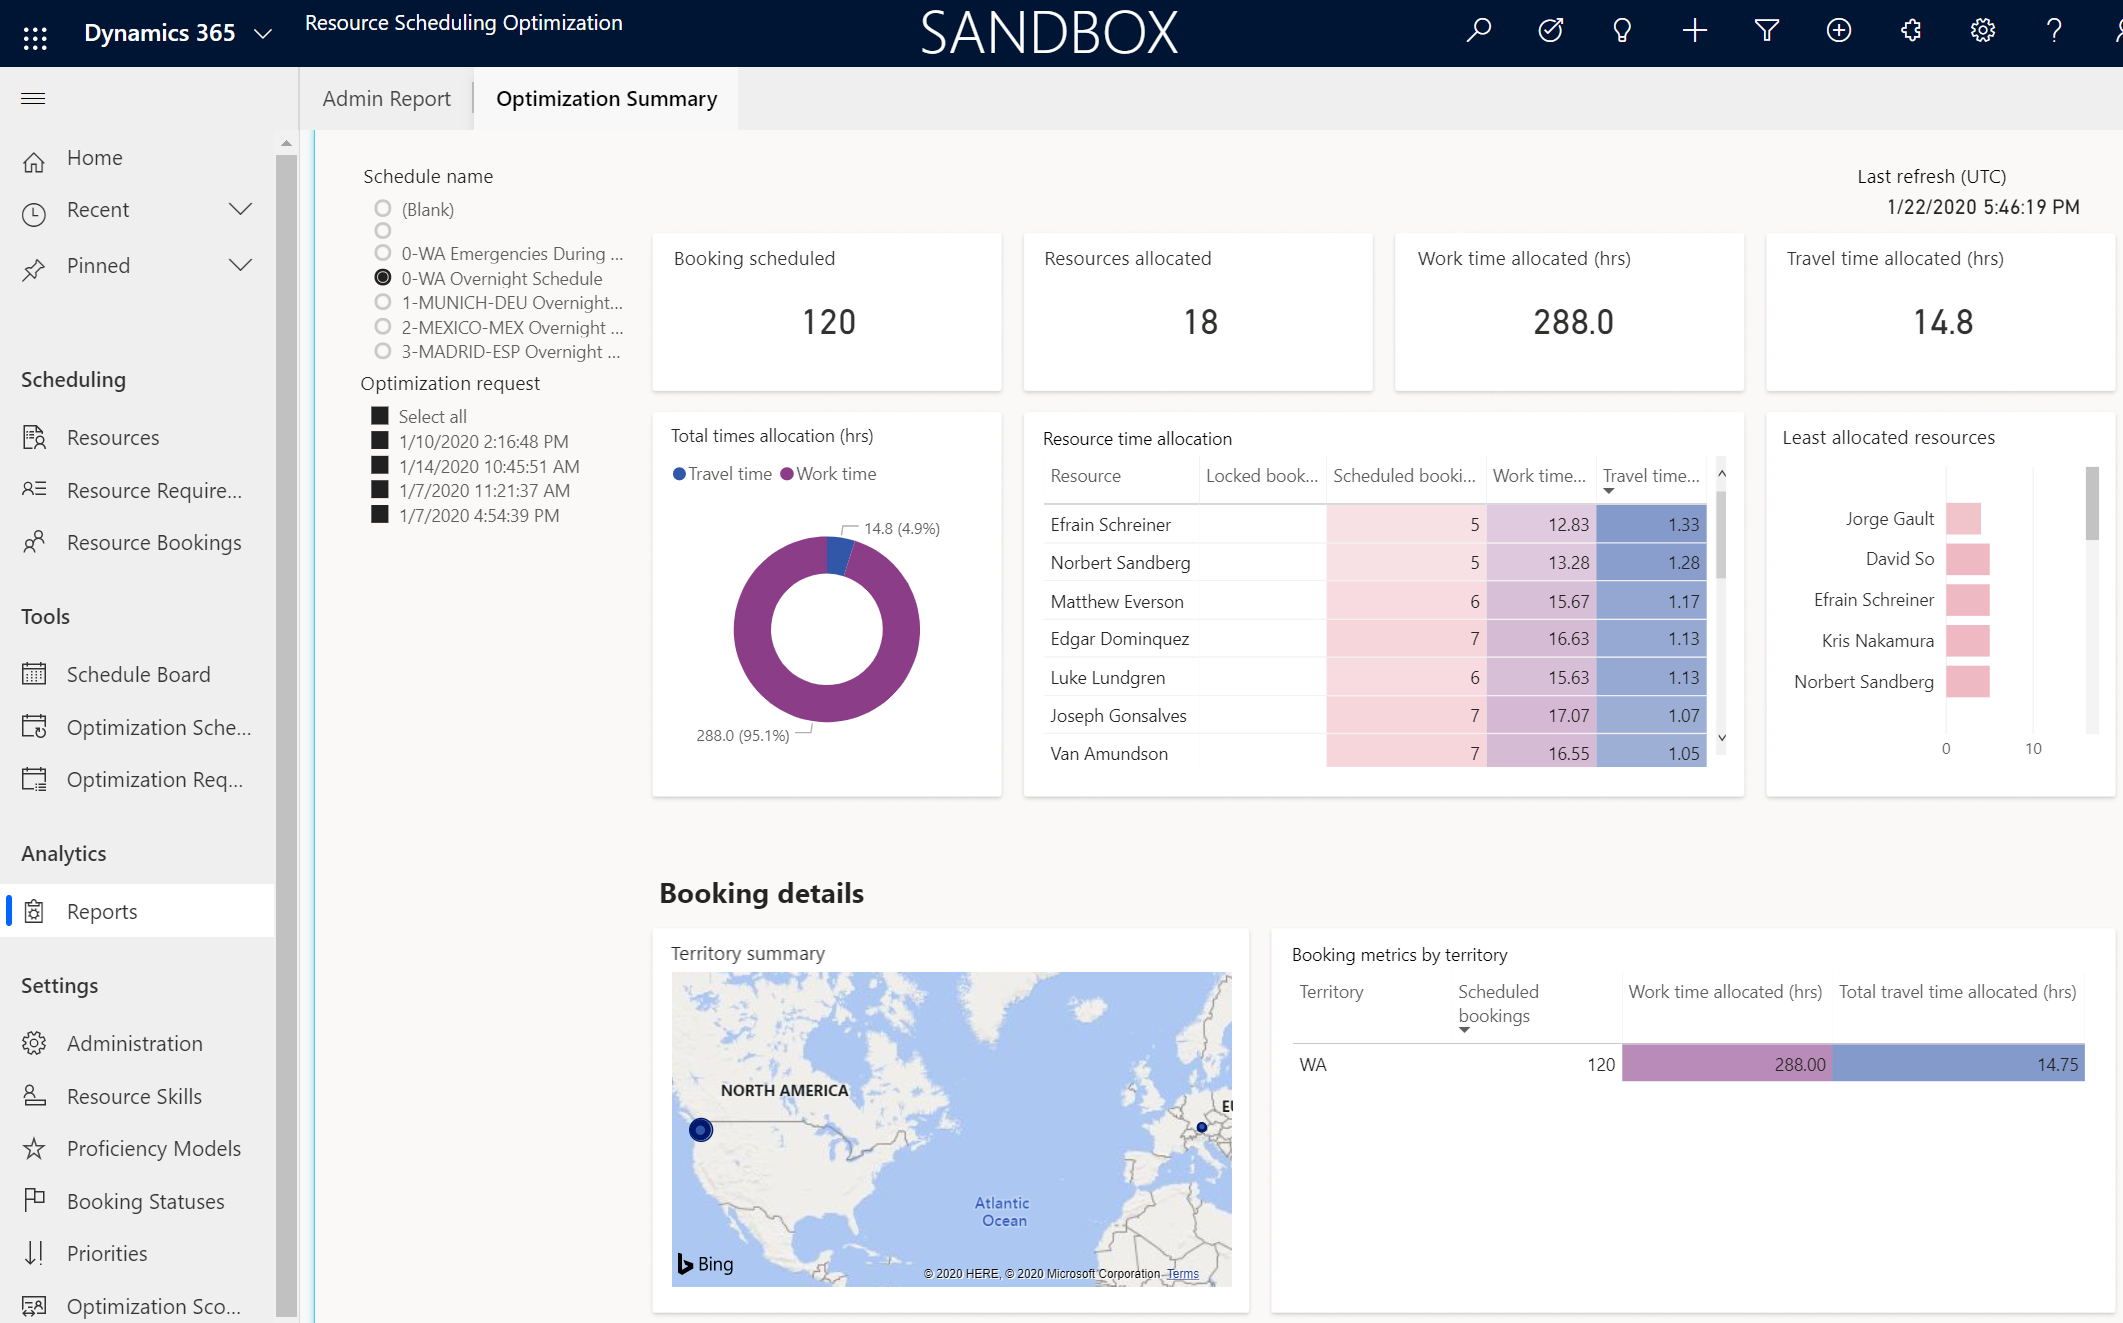 Dynamics 365
Resource Scheduling Optimization
SANDBOX
Admin Report
Optimization Summary
Home
Recent
Pinned
Scheduling
Resources
Resource Require...
Resource Bookings
Tools
Schedule Board
Optimization Sche...
Optimization Req...
Analytics
Reports
Settings
Administration
Resource Skills
Proficiency Models
Booking Statuses
Priorities
Optimization Sco...
Schedule name
(Blank)
0-WA Emergencies During ...
0-WA Overnight Schedule
1-MUNICH-DEU Overnight...
2-MEXICO-MEX Overnight ...
3-MADRID-ESP Overnight ...
Optimization request
Select all
1/10/2020 2:16:48 PM
1/14/2020 10:45:51 AM
1/7/2020 11:21:37 AM
1/7/2020 4:54:39 PM
Last refresh (UTC)
1/22/2020 5:46:19 PM
Booking scheduled
120
Resources allocated
18
Work time allocated (hrs)
288.0
Travel time allocated (hrs)
14.8
Total times allocation (hrs)
Travel time Work time
14.8 (4.9%)
288.0 (95.1%)
Resource time allocation
Resource Locked book... Scheduled booki... Work time... Travel time...
Efrain Schreiner 5 12.83 1.33
Norbert Sandberg 5 13.28 1.28
Matthew Everson 6 15.67 1.17
Edgar Dominquez 7 16.63 1.13
Luke Lundgren 6 15.63 1.13
Joseph Gonsalves 7 17.07 1.07
Van Amundson 7 16.55 1.05
Least allocated resources
Jorge Gault
David So
Efrain Schreiner
Kris Nakamura
Norbert Sandberg
0 10
Booking details
Territory summary
NORTH AMERICA
EU
Atlantic
Ocean
Bing
© 2020 HERE, © 2020 Microsoft Corporation Terms
Booking metrics by territory
Territory Scheduled bookings Work time allocated (hrs) Total travel time allocated (hrs)
WA 120 288.00 14.75